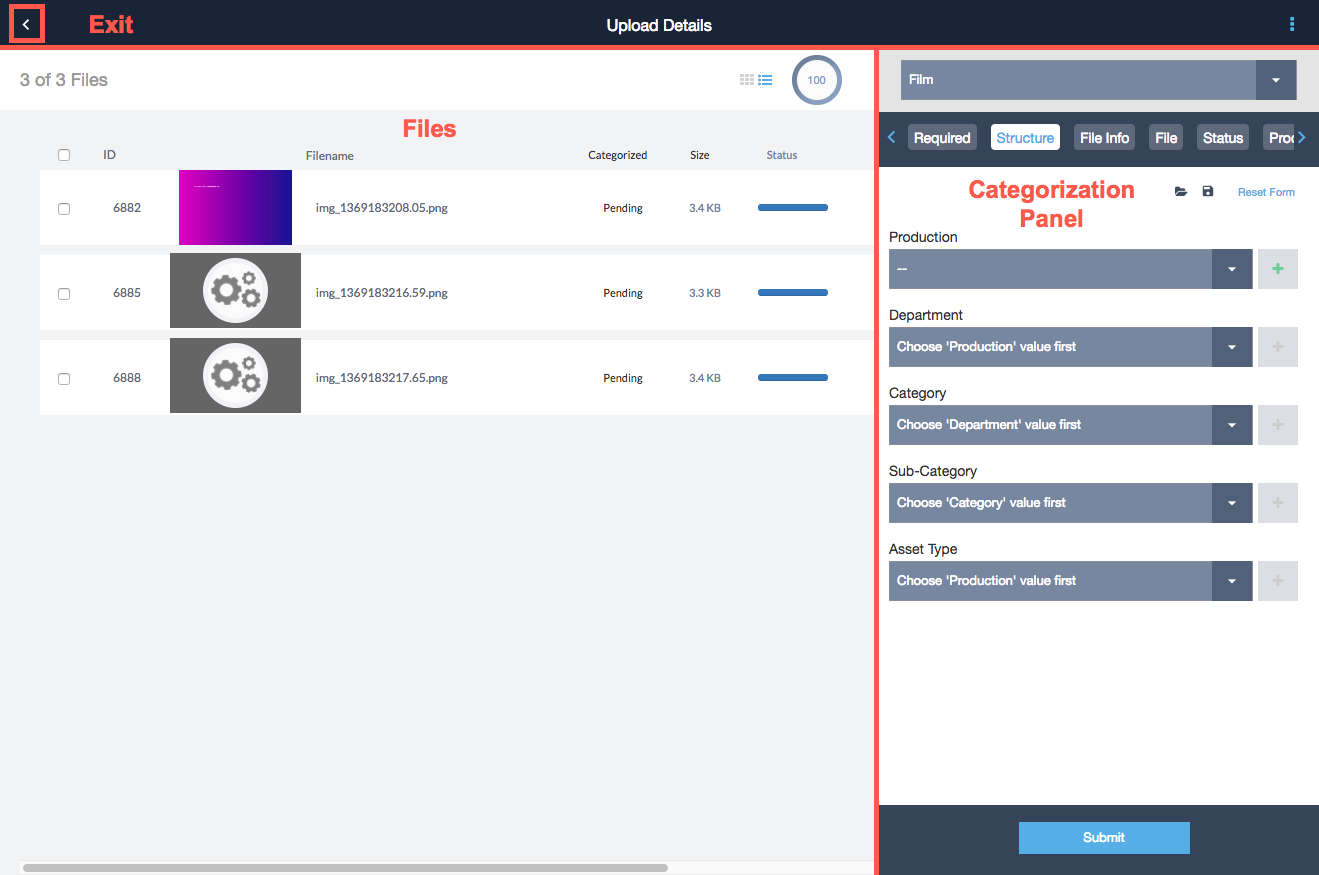 Exit
Upload Details
3 of 3 Files
100
Files
ID Filename Categorized Size Status
6882 img_1369183208.05.png Pending 3.4 KB
6885 img_1369183216.59.png Pending 3.3 KB
6888 img_1369183217.65.png Pending 3.4 KB
Film
Required Structure File Info File Status Proc
Categorization
Panel
Reset Form
Production
--
Department
Choose 'Production' value first
Category
Choose 'Department' value first
Sub-Category
Choose 'Category' value first
Asset Type
Choose 'Production' value first
Submit